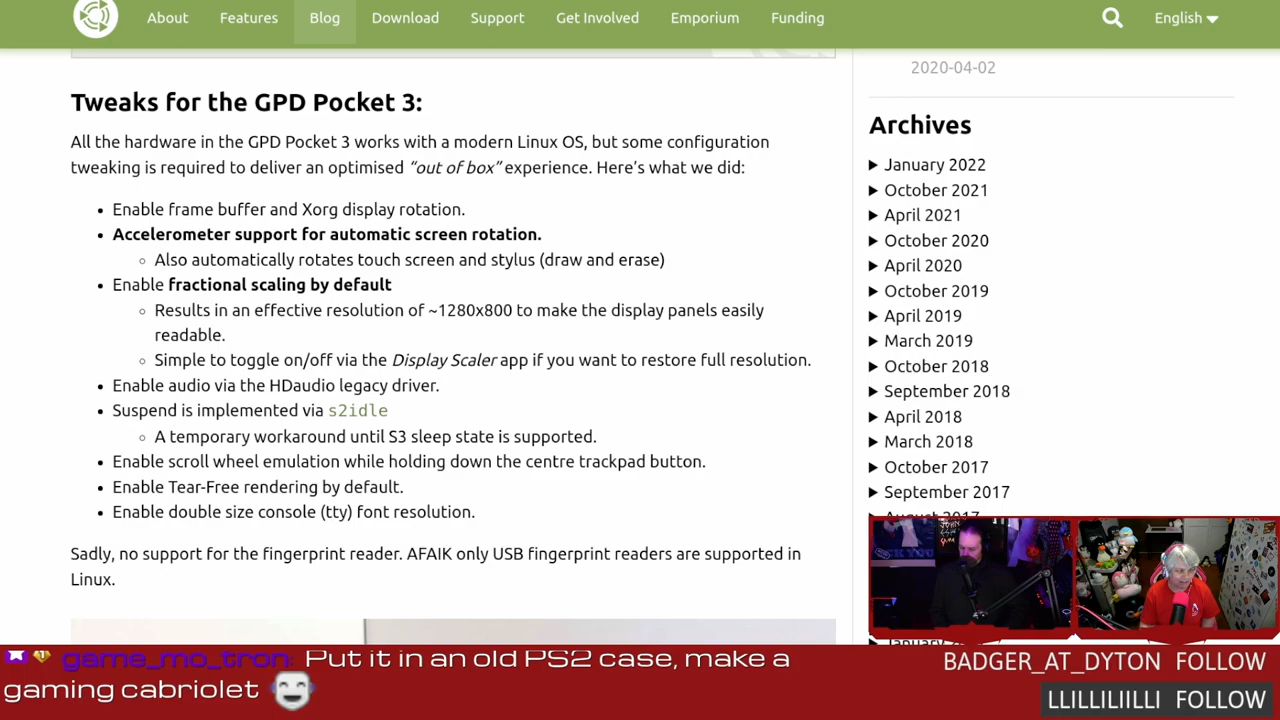 About Features Blog Download Support Get Involved Emporium Funding English
2020-04-02
Tweaks for the GPD Pocket 3:
All the hardware in the GPD Pocket 3 works with a modern Linux OS, but some configuration
tweaking is required to deliver an optimised “out of box” experience. Here’s what we did:
• Enable frame buffer and Xorg display rotation.
• Accelerometer support for automatic screen rotation.
◦ Also automatically rotates touch screen and stylus (draw and erase)
• Enable fractional scaling by default
◦ Results in an effective resolution of ~1280x800 to make the display panels easily
readable.
◦ Simple to toggle on/off via the Display Scaler app if you want to restore full resolution.
• Enable audio via the HDaudio legacy driver.
• Suspend is implemented via s2idle
◦ A temporary workaround until S3 sleep state is supported.
• Enable scroll wheel emulation while holding down the centre trackpad button.
• Enable Tear-Free rendering by default.
• Enable double size console (tty) font resolution.
Sadly, no support for the fingerprint reader. AFAIK only USB fingerprint readers are supported in
Linux.
Archives
January 2022
October 2021
April 2021
October 2020
April 2020
October 2019
April 2019
March 2019
October 2018
September 2018
April 2018
March 2018
October 2017
September 2017
August 2017
game_mo_tron: Put it in an old PS2 case, make a
gaming cabriolet
BADGER_AT_DYTON FOLLOW
LLILLILIILLI FOLLOW